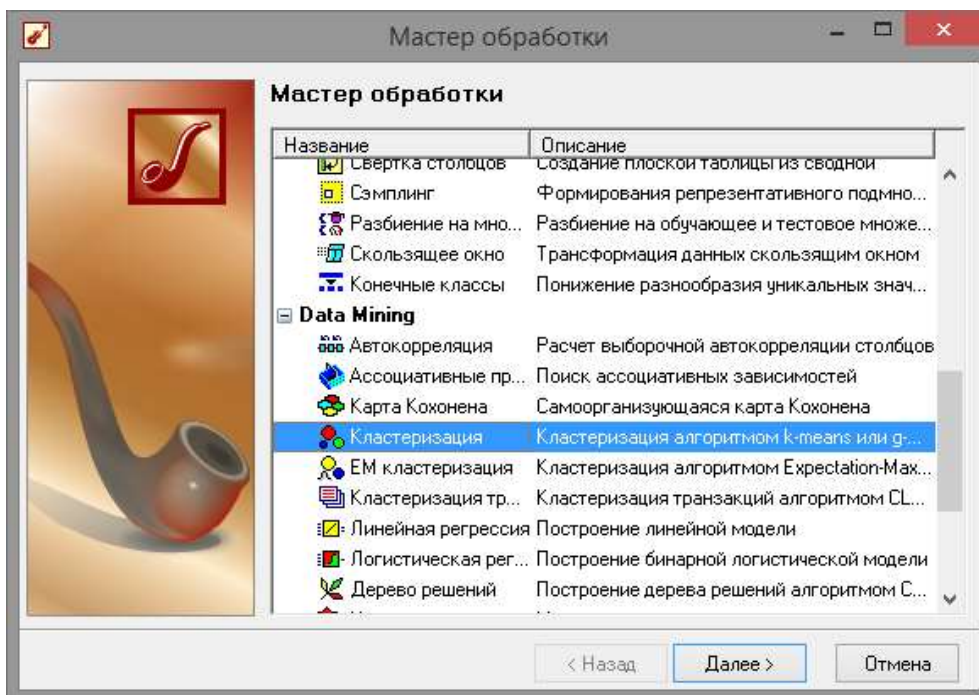 Мастер обработки
Мастер обработки
Название Описание
Свертка столбцов Создание плоской таблицы из сводной
Сэмплинг Формирования репрезентативного подмно...
Разбиение на мно... Разбиение на обучающее и тестовое множе...
Скользящее окно Трансформация данных скользящим окном
Конечные классы Понижение разнообразия уникальных знач...
Data Mining
Автокорреляция Расчет выборочной автокорреляции столбцов
Ассоциативные пр... Поиск ассоциативных зависимостей
Карта Кохонена Самоорганизующаяся карта Кохонена
Кластеризация Кластеризация алгоритмом k-means или g-...
EM кластеризация Кластеризация алгоритмом Expectation-Max...
Кластеризация тр... Кластеризация транзакций алгоритмом CL...
Линейная регрессия Построение линейной модели
Логистическая рег... Построение бинарной логистической модели
Дерево решений Построение дерева решений алгоритмом C...
< Назад Далее > Отмена